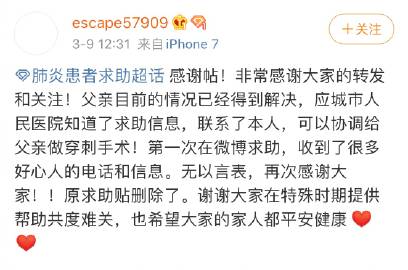 escape57909
3-9 12:31 来自iPhone 7
+关注
肺炎患者求助超话 感谢帖！非常感谢大家的转发
和关注！父亲目前的情况已经得到解决，应城市人
民医院知道了求助信息，联系了本人，可以协调给
父亲做穿刺手术！第一次在微博求助，收到了很多
好心人的电话和信息。无以言表，再次感谢大
家！！原求助贴删除了。谢谢大家在特殊时期提供
帮助共度难关，也希望大家的家人都平安健康